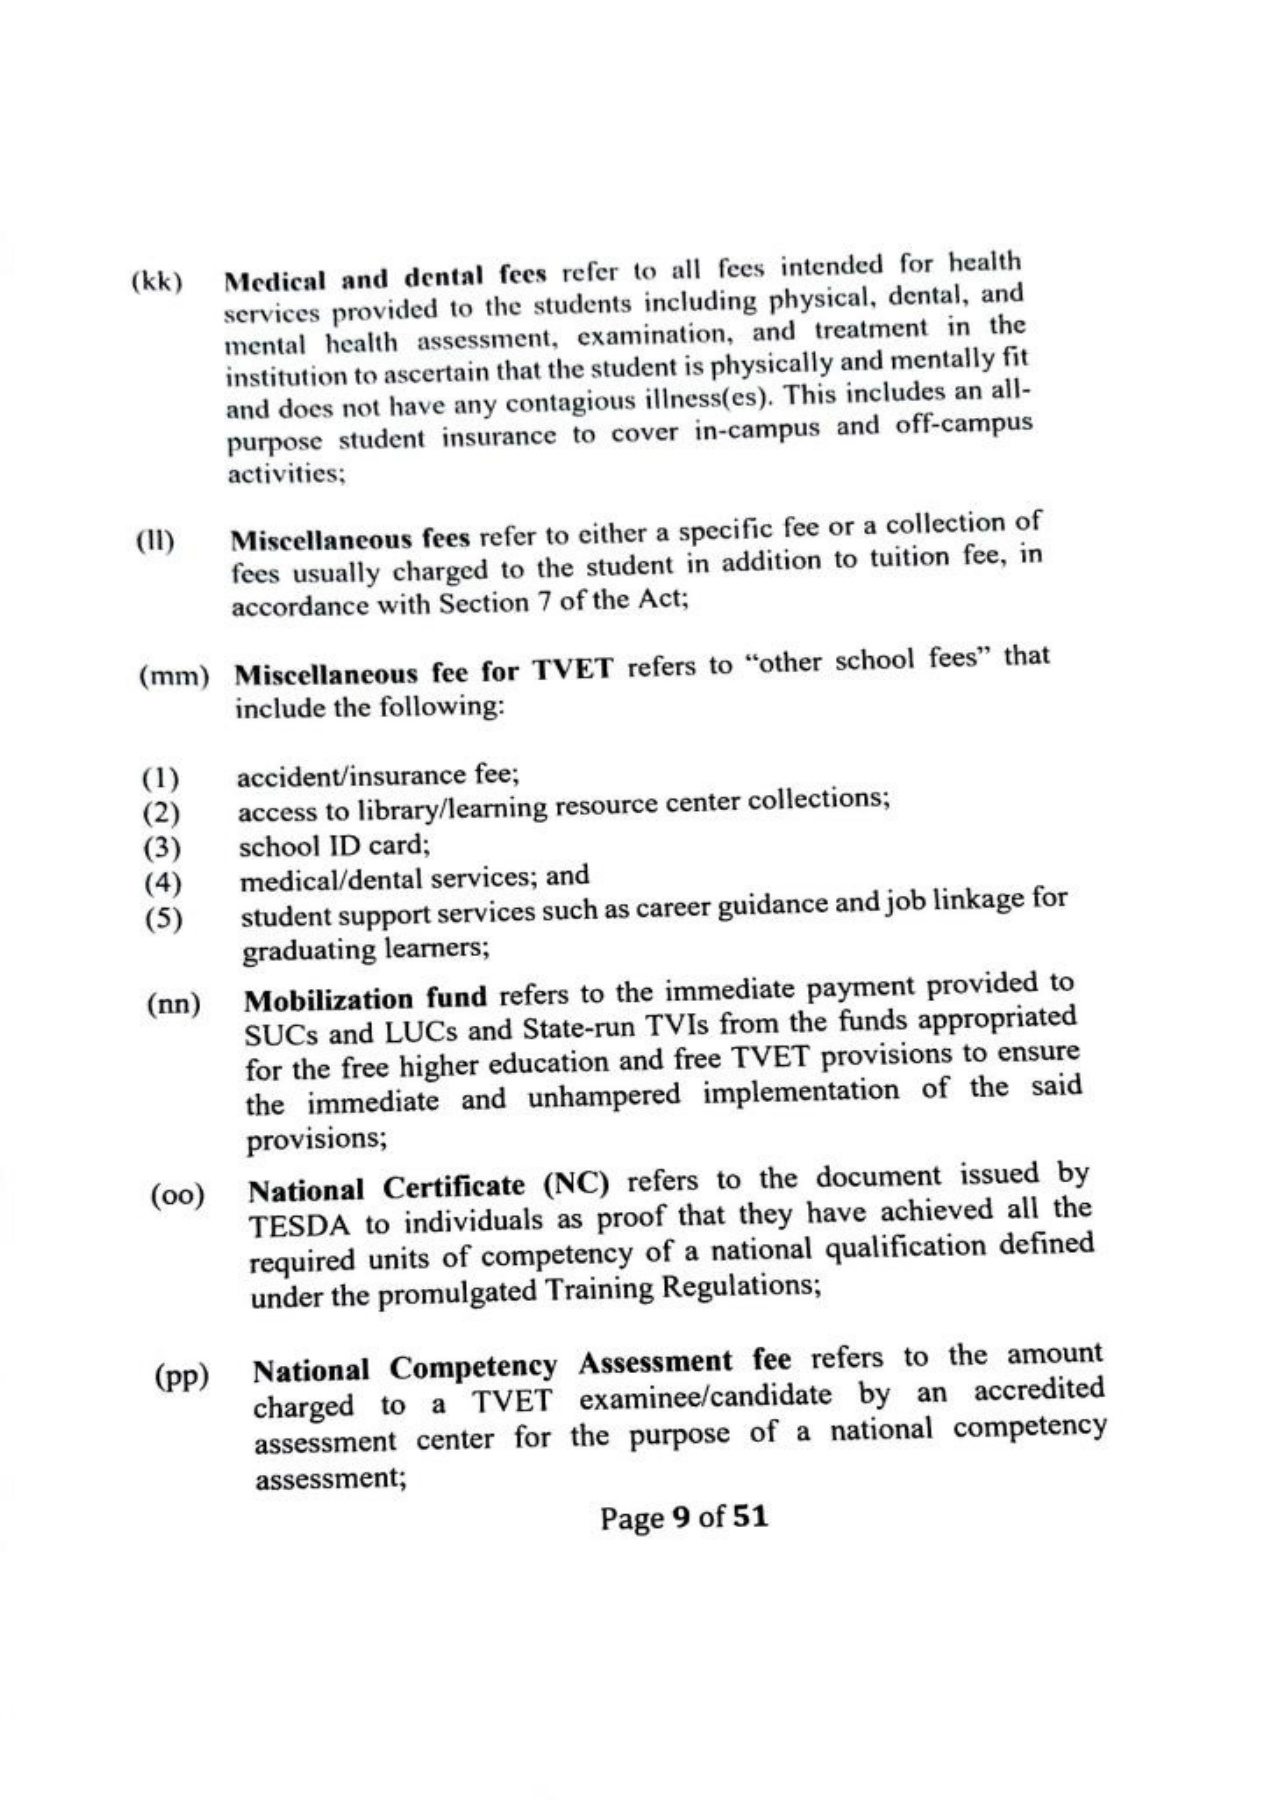 (kk) Medical and dental fees refer to all fees intended for health
services provided to the students including physical, dental, and
mental health assessment, examination, and treatment in the
institution to ascertain that the student is physically and mentally fit
and does not have any contagious illness(es). This includes an all-
purpose student insurance to cover in-campus and off-campus
activities;
(ll) Miscellaneous fees refer to either a specific fee or a collection of
fees usually charged to the student in addition to tuition fee, in
accordance with Section 7 of the Act;
(mm) Miscellaneous fee for TVET refers to “other school fees” that
include the following:
(1) accident/insurance fee;
(2) access to library/learning resource center collections;
(3) school ID card;
(4) medical/dental services; and
(5) student support services such as career guidance and job linkage for
graduating learners;
(nn) Mobilization fund refers to the immediate payment provided to
SUCs and LUCs and State-run TVIs from the funds appropriated
for the free higher education and free TVET provisions to ensure
the immediate and unhampered implementation of the said
provisions;
(oo) National Certificate (NC) refers to the document issued by
TESDA to individuals as proof that they have achieved all the
required units of competency of a national qualification defined
under the promulgated Training Regulations;
(pp) National Competency Assessment fee refers to the amount
charged to a TVET examinee/candidate by an accredited
assessment center for the purpose of a national competency
assessment;
Page 9 of 51